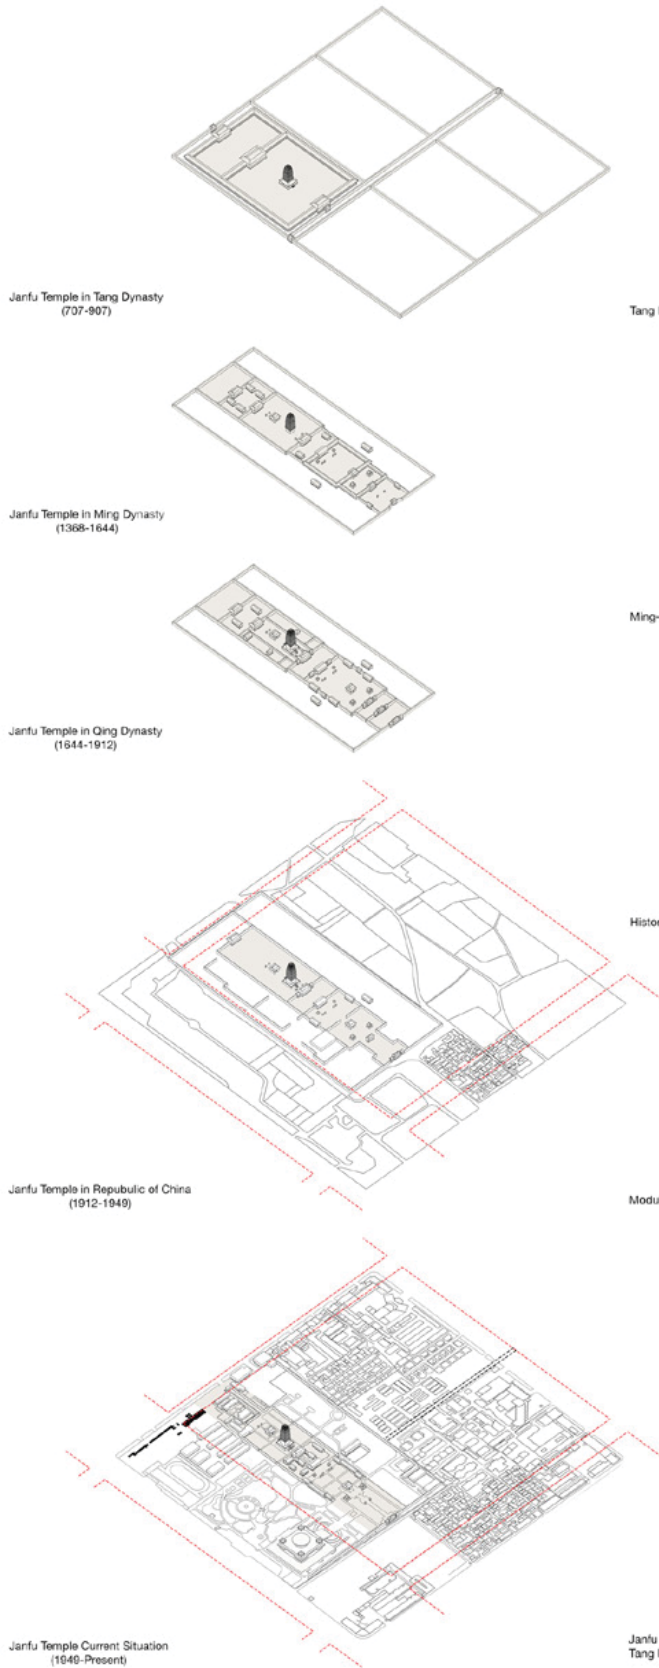 Janfu Temple in Tang Dynasty
(707-907)
Tang
Janfu Temple in Ming Dynasty
(1368-1644)
Ming-
Janfu Temple in Qing Dynasty
(1644-1912)
Histor
Janfu Temple in Repubulic of China
(1912-1949)
Modu
Janfu Temple Current Situation
(1949-Present)
Janfu
Tang